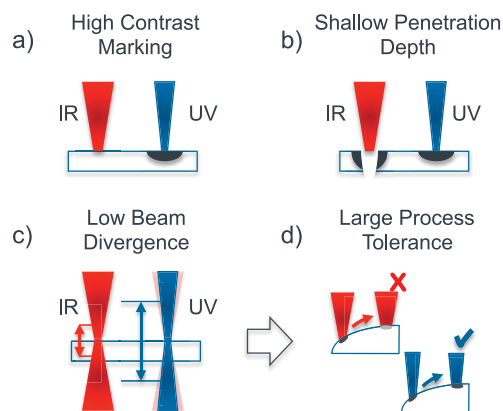 a)
High Contrast
Marking
IR
UV
b)
Shallow Penetration
Depth
IR
UV
c)
Low Beam
Divergence
IR
UV
d)
Large Process
Tolerance